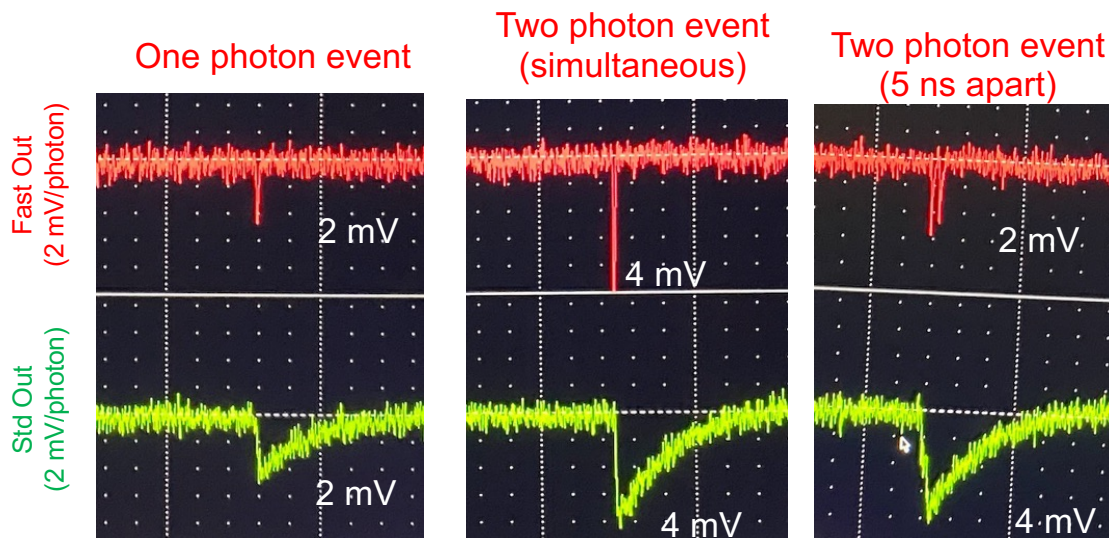 One photon event
Two photon event
(simultaneous)
Two photon event
(5 ns apart)
Fast Out
(2 mV/photon)
2 mV
4 mV
2 mV
Std Out
(2 mV/photon)
2 mV
4 mV
4 mV